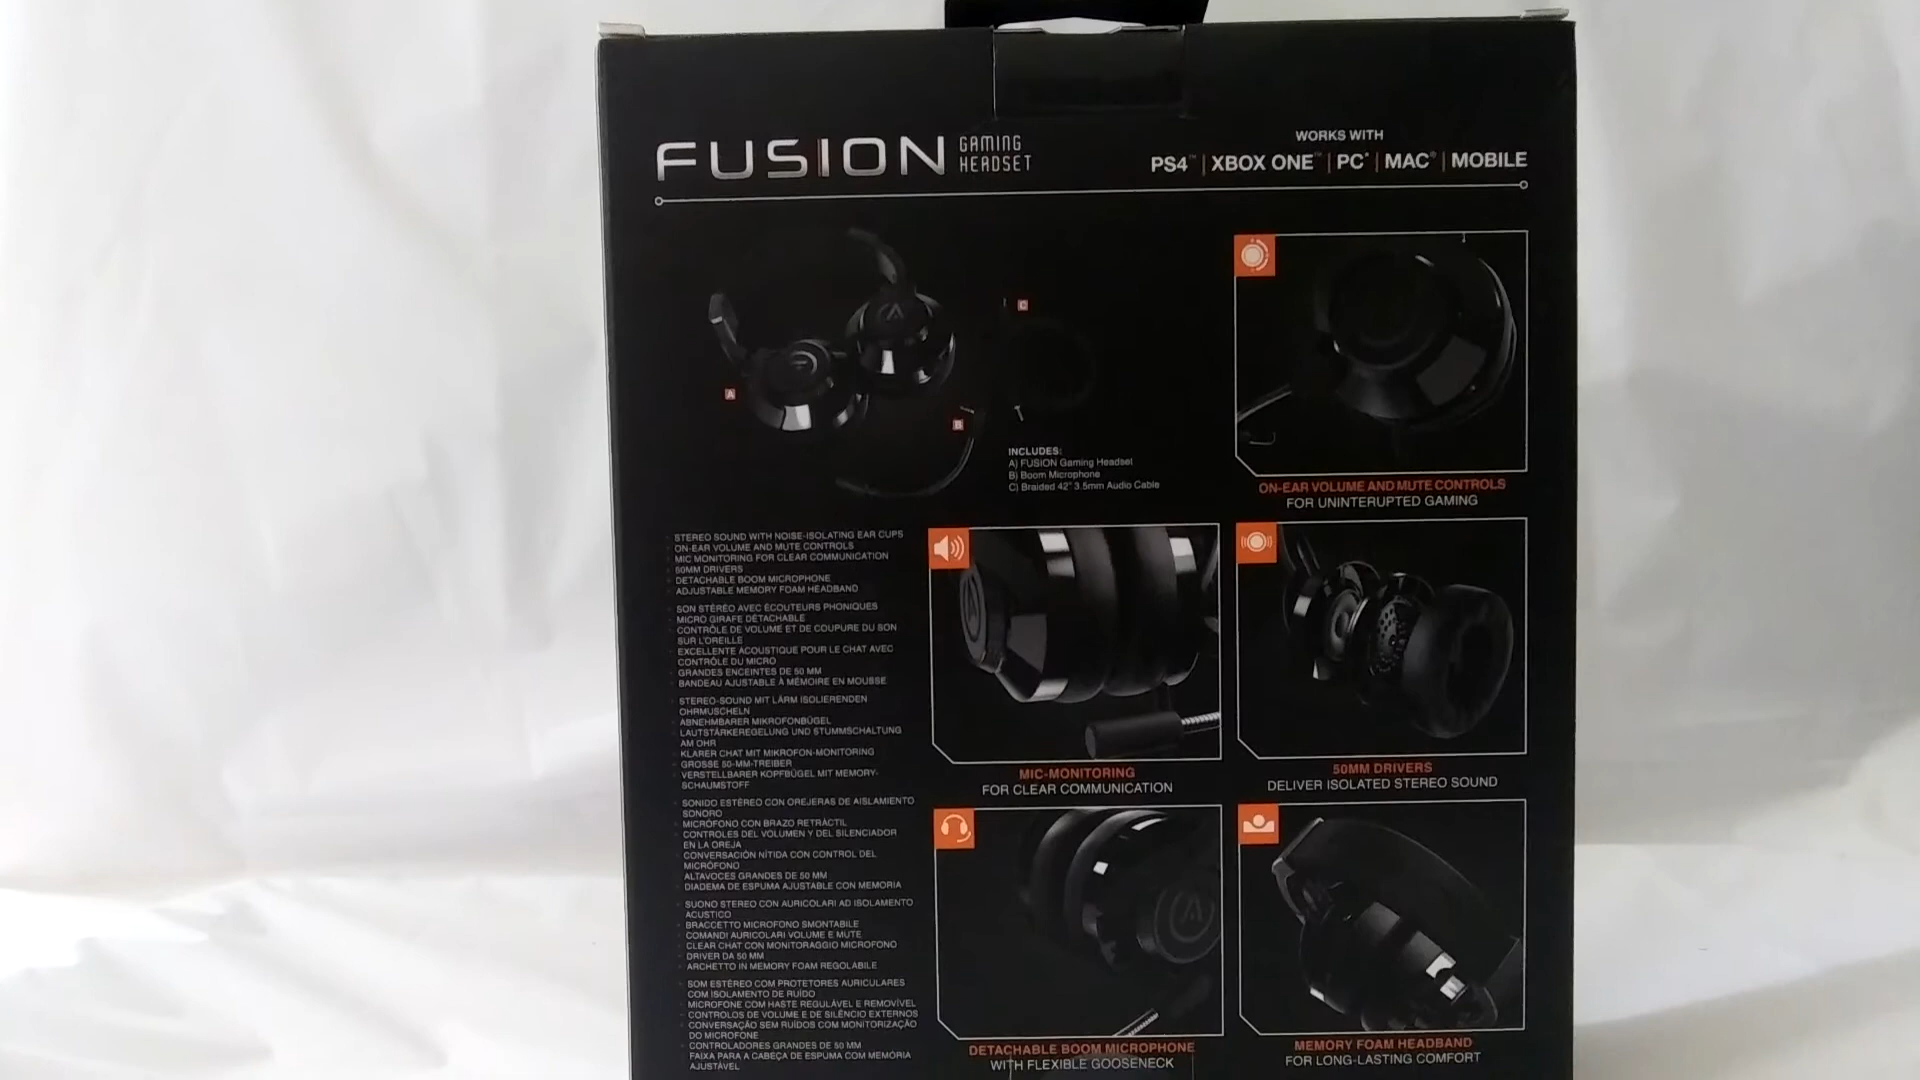 FUSION GAMING HEADSET
WORKS WITH
PS4™ | XBOX ONE™ | PC® | MAC® | MOBILE
A
B
C
INCLUDES:
A) FUSION Gaming Headset
B) Boom Microphone
C) Braided 42" 3.5mm Audio Cable
ON-EAR VOLUME AND MUTE CONTROLS
FOR UNINTERUPTED GAMING
STEREO SOUND WITH NOISE-ISOLATING EAR CUPS
ON-EAR VOLUME AND MUTE CONTROLS
MIC MONITORING FOR CLEAR COMMUNICATION
50MM DRIVERS
DETACHABLE BOOM MICROPHONE
ADJUSTABLE MEMORY FOAM HEADBAND
SON STÉRÉO AVEC ÉCOUTEURS PHONIQUES
MICRO GIRAFE DÉTACHABLE
CONTRÔLE DE VOLUME ET DE COUPURE DU SON
SUR L'OREILLE
EXCELLENTE ACOUSTIQUE POUR LE CHAT AVEC
CONTRÔLE DU MICRO
GRANDES ENCEINTES DE 50 MM
BANDEAU AJUSTABLE À MÉMOIRE EN MOUSSE
STEREO-SOUND MIT LÄRM ISOLIERENDEN
OHRMUSCHELN
ABNEHMBARER MIKROFONBÜGEL
LAUTSTÄRKEREGELUNG UND STUMMSCHALTUNG
AM OHR
KLARER CHAT MIT MIKROFON-MONITORING
GROSSE 50-MM-TREIBER
VERSTELLBARER KOPFBÜGEL MIT MEMORY-
SCHAUMSTOFF
SONIDO ESTÉREO CON OREJERAS DE AISLAMIENTO
SONORO
MICRÓFONO CON BRAZO RETRÁCTIL
CONTROLES DEL VOLUMEN Y DEL SILENCIADOR
EN LA OREJA
CONVERSACIÓN NÍTIDA CON CONTROL DEL
MICRÓFONO
ALTAVOCES GRANDES DE 50 MM
DIADEMA DE ESPUMA AJUSTABLE CON MEMORIA
SUONO STEREO CON AURICOLARI AD ISOLAMENTO
ACUSTICO
BRACCETTO MICROFONO SMONTABILE
COMANDI AURICOLARI VOLUME E MUTE
CLEAR CHAT CON MONITORAGGIO MICROFONO
DRIVER DA 50 MM
ARCHETTO IN MEMORY FOAM REGOLABILE
SOM ESTÉREO COM PROTETORES AURICULARES
COM ISOLAMENTO DE RUÍDO
MICROFONE COM HASTE REGULÁVEL E REMOVÍVEL
CONTROLOS DE VOLUME E DE SILÊNCIO EXTERNOS
CONVERSAÇÃO SEM RUÍDOS COM MONITORIZAÇÃO
DO MICROFONE
CONTROLADORES GRANDES DE 50 MM
FAIXA PARA A CABEÇA DE ESPUMA COM MEMÓRIA
AJUSTÁVEL
MIC-MONITORING
FOR CLEAR COMMUNICATION
50MM DRIVERS
DELIVER ISOLATED STEREO SOUND
DETACHABLE BOOM MICROPHONE
WITH FLEXIBLE GOOSENECK
MEMORY FOAM HEADBAND
FOR LONG-LASTING COMFORT